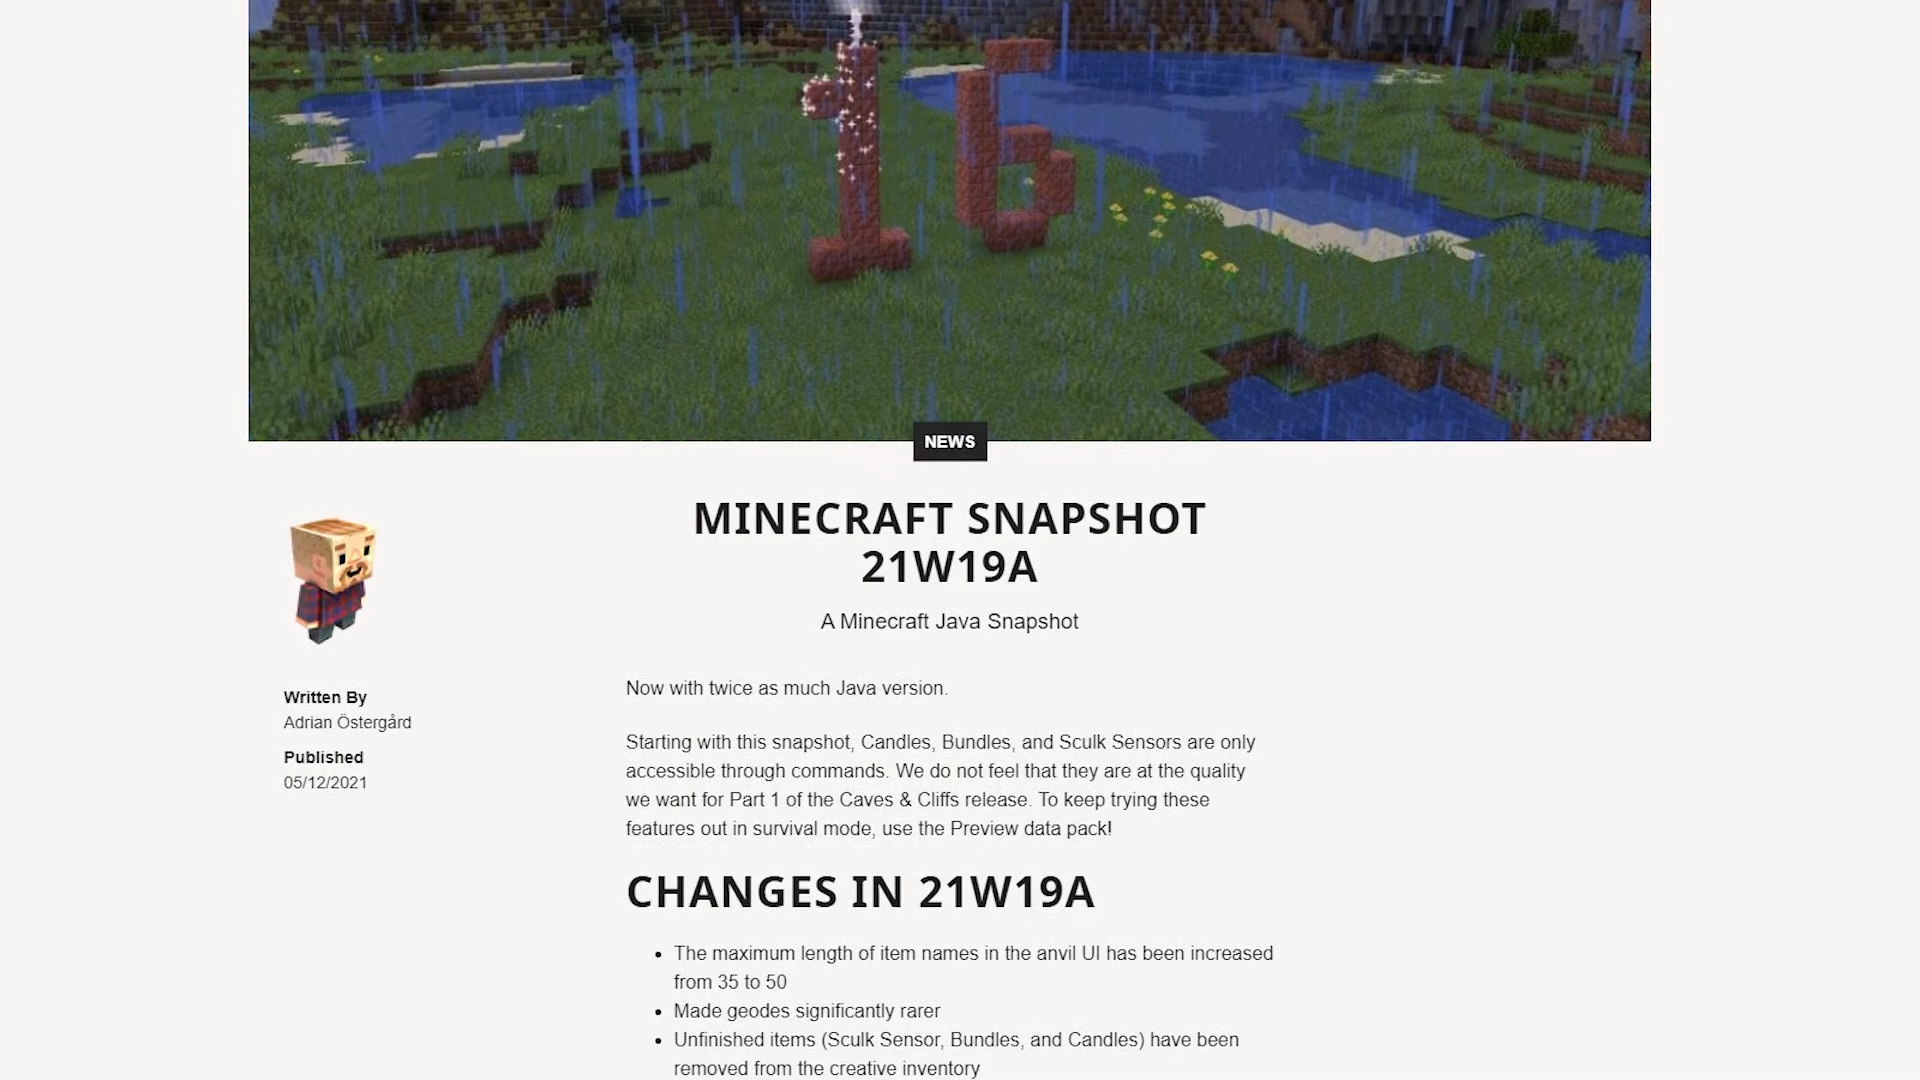 NEWS
MINECRAFT SNAPSHOT
21W19A
A Minecraft Java Snapshot
Written By
Adrian Östergård
Published
05/12/2021
Now with twice as much Java version.
Starting with this snapshot, Candles, Bundles, and Sculk Sensors are only
accessible through commands. We do not feel that they are at the quality
we want for Part 1 of the Caves & Cliffs release. To keep trying these
features out in survival mode, use the Preview data pack!
CHANGES IN 21W19A
• The maximum length of item names in the anvil UI has been increased
from 35 to 50
• Made geodes significantly rarer
• Unfinished items (Sculk Sensor, Bundles, and Candles) have been
removed from the creative inventory
16